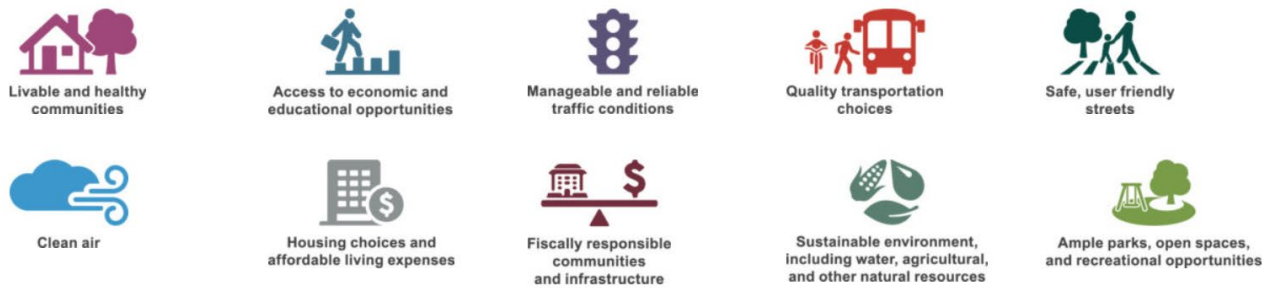 Livable and healthy
communities
Access to economic and
educational opportunities
Manageable and reliable
traffic conditions
Quality transportation
choices
Safe, user friendly
streets
Clean air
Housing choices and
affordable living expenses
Fiscally responsible
communities
and infrastructure
Sustainable environment,
including water, agricultural,
and other natural resources
Ample parks, open spaces,
and recreational opportunities